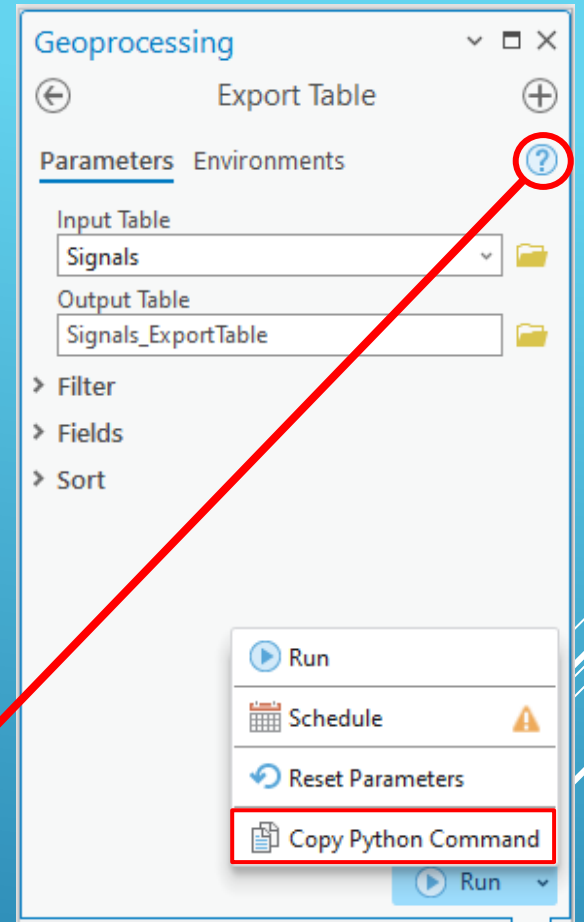 Geoprocessing
Export Table
Parameters Environments
Input Table
Signals
Output Table
Signals_ExportTable
Filter
Fields
Sort
Run
Schedule
Reset Parameters
Copy Python Command
Run